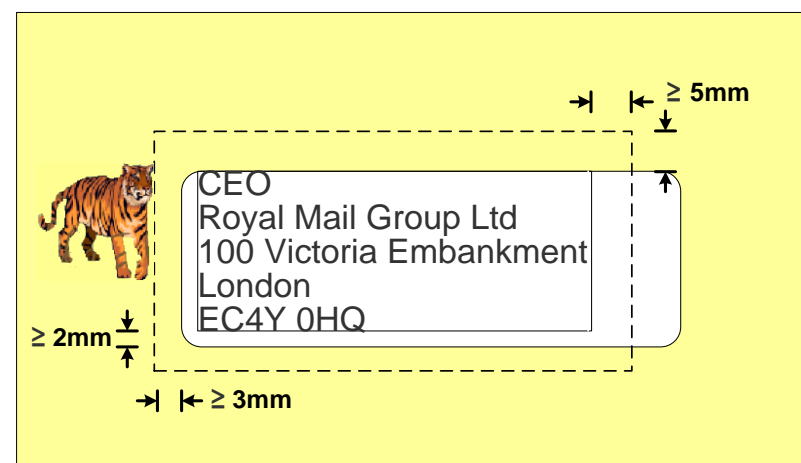 ≥ 5mm
CEO
Royal Mail Group Ltd
100 Victoria Embankment
London
EC4Y 0HQ
≥ 2mm
≥ 3mm